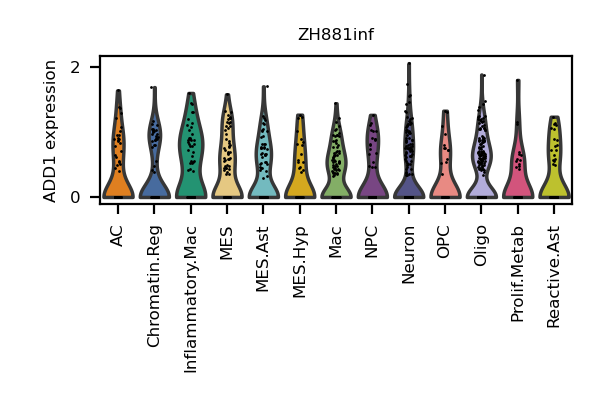 ZH881inf
ADD1 expression
2
0
AC
Chromatin.Reg
Inflammatory.Mac
MES
MES.Ast
MES.Hyp
Mac
NPC
Neuron
OPC
Oligo
Prolif.Metab
Reactive.Ast